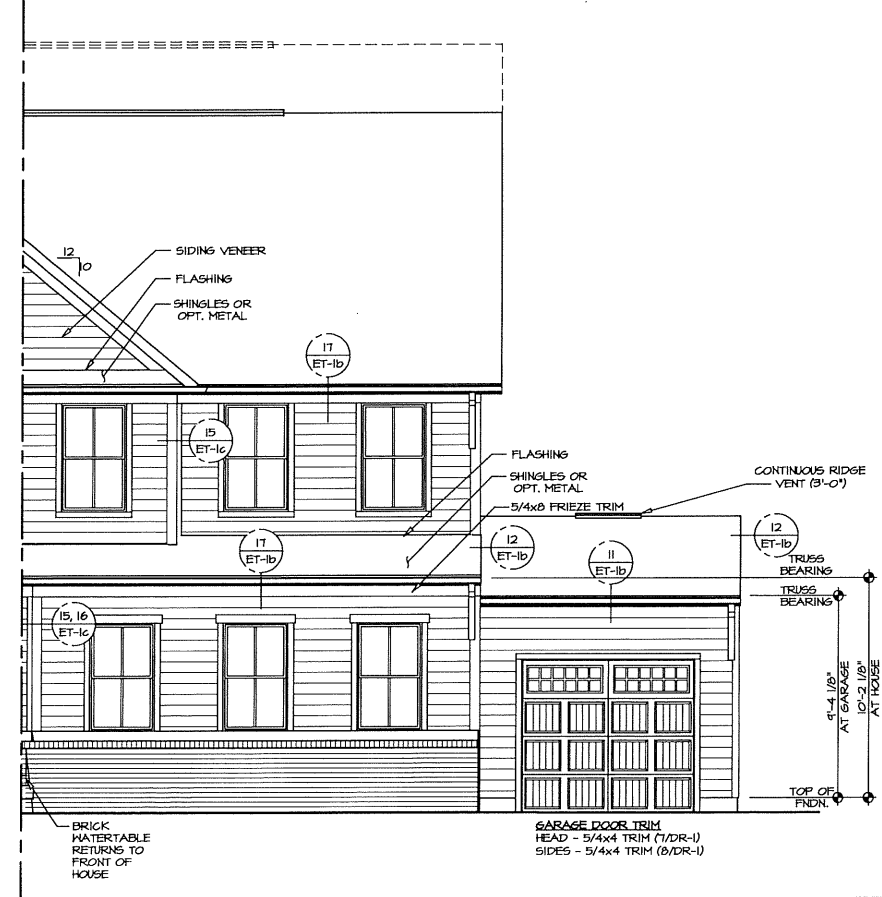 12
10
SIDING VENEER
FLASHING
SHINGLES OR
OPT. METAL
17
ET-1b
15
ET-1c
FLASHING
SHINGLES OR
OPT. METAL
5/4x8 FRIEZE TRIM
CONTINUOUS RIDGE
VENT (3'-0")
17
ET-1b
12
ET-1b
11
ET-1b
12
ET-1b
TRUSS
BEARING
TRUSS
BEARING
15, 16
ET-1c
9'-4 1/8"
AT GARAGE
10'-2 1/8"
AT HOUSE
TOP OF
FNDN.
BRICK
WATERTABLE
RETURNS TO
FRONT OF
HOUSE
GARAGE DOOR TRIM
HEAD - 5/4x4 TRIM (7/DR-1)
SIDES - 5/4x4 TRIM (8/DR-1)